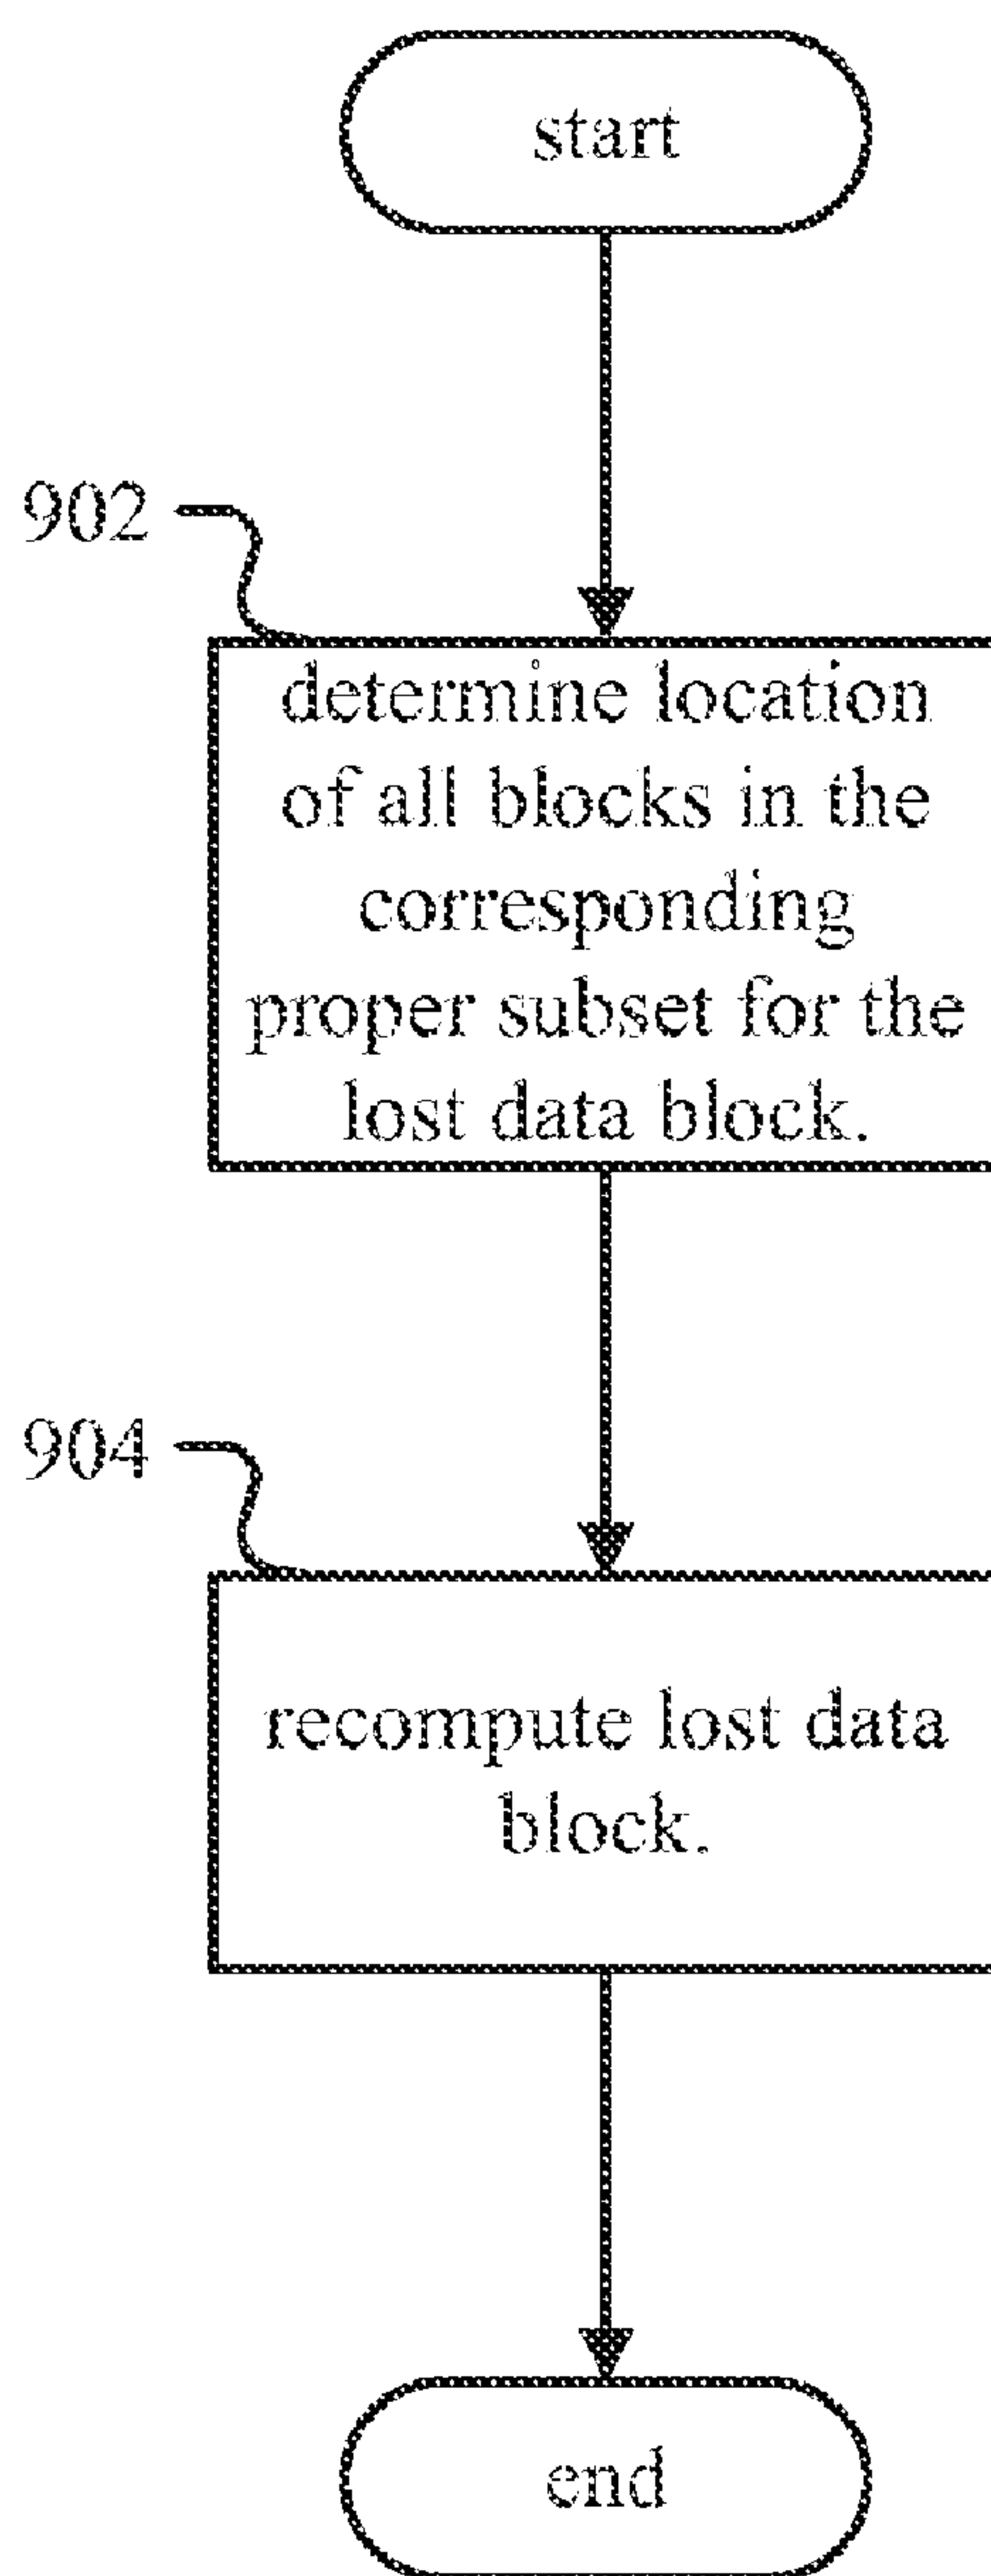 start
902
determine location
of all blocks in the
corresponding
proper subset for the
lost data block.
904
recompute lost data
block.
end